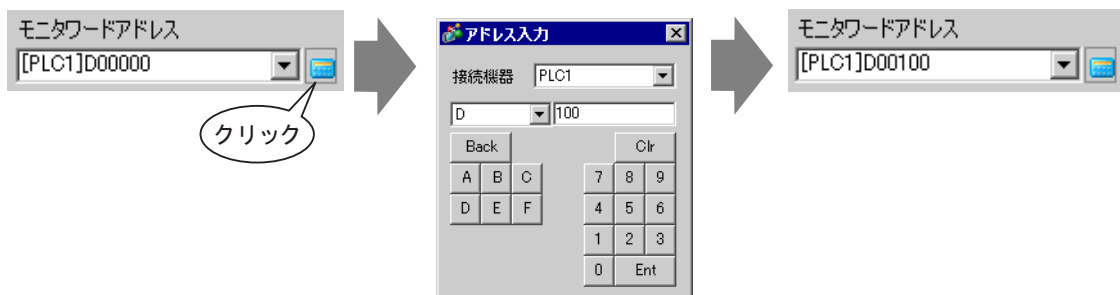 モニタワードアドレス
[PLC1]D00000
クリック
アドレス入力
接続機器 PLC1
D 100
Back Clr
A B C 7 8 9
D E F 4 5 6
1 2 3
0 Ent
モニタワードアドレス
[PLC1]D00100